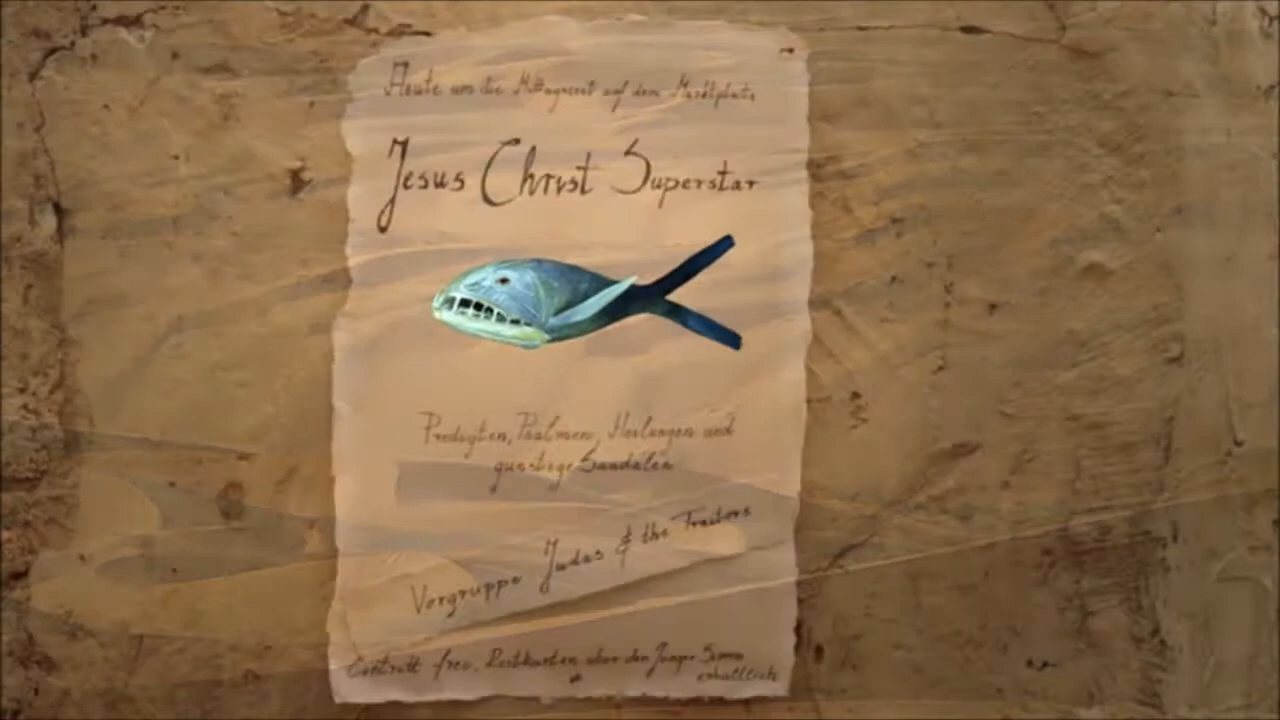 Heute um die Mittagszeit auf dem Marktplatz
Jesus Christ Superstar
Predigten, Psalmen, Heilungen und
günstige Sandalen
Vorgruppe Judas & the Traitors
Eintritt frei. Restkarten über den Jünger Simon
erhältlich